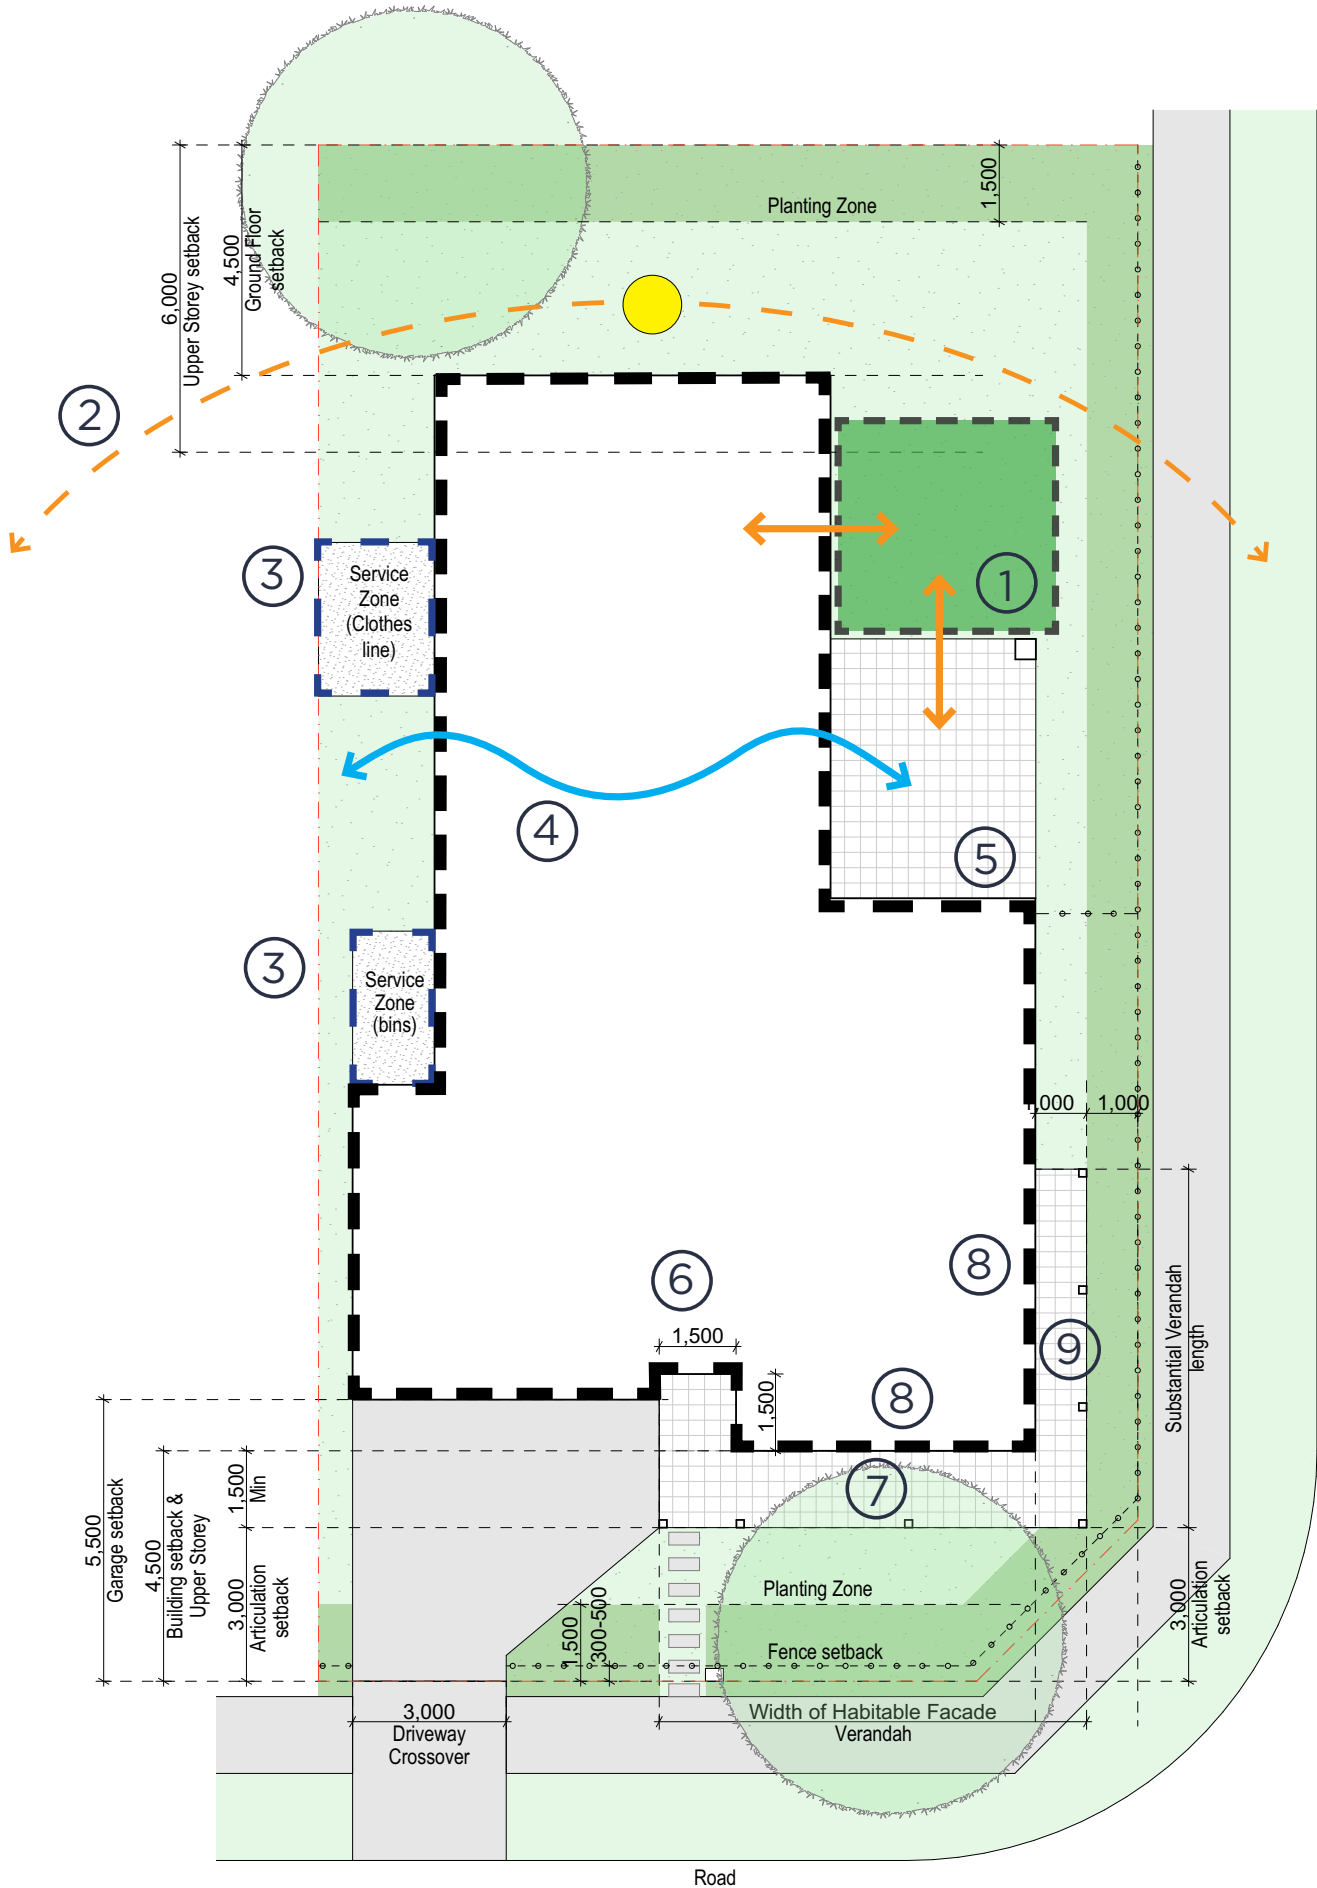 Planting Zone
1,500
6,000
Upper Storey setback
4,500
Ground Floor
setback
2
3
Service
Zone
(Clothes
line)
1
4
5
3
Service
Zone
(bins)
,000
1,000
6
8
1,500
1,500
8
9
Substantial Verandah
length
7
5,500
Garage setback
4,500
Building setback &
Upper Storey
1,500
Min
3,000
Articulation
setback
Planting Zone
1,500
300-500
Fence setback
3,000
Articulation
setback
3,000
Driveway
Crossover
Width of Habitable Facade
Verandah
Road